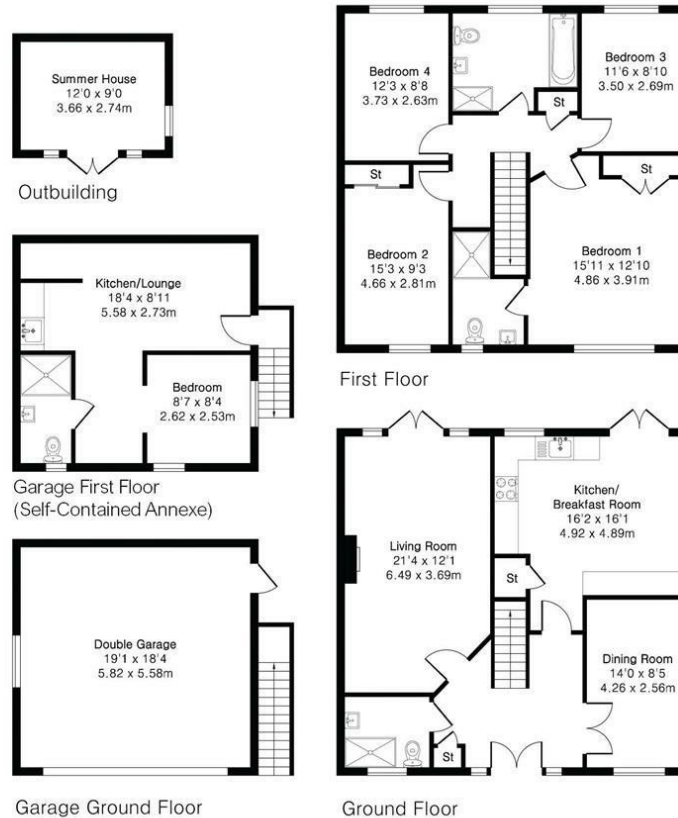 Summer House
12'0 x 9'0
3.66 x 2.74m
Outbuilding
Kitchen/Lounge
18'4 x 8'11
5.58 x 2.73m
Bedroom
8'7 x 8'4
2.62 x 2.53m
Garage First Floor
(Self-Contained Annexe)
Double Garage
19'1 x 18'4
5.82 x 5.58m
Garage Ground Floor
Bedroom 4
12'3 x 8'8
3.73 x 2.63m
Bedroom 3
11'6 x 8'10
3.50 x 2.69m
St
St
St
Bedroom 2
15'3 x 9'3
4.66 x 2.81m
Bedroom 1
15'11 x 12'10
4.86 x 3.91m
First Floor
Kitchen/
Breakfast Room
16'2 x 16'1
4.92 x 4.89m
Living Room
21'4 x 12'1
6.49 x 3.69m
St
Dining Room
14'0 x 8'5
4.26 x 2.56m
St
Ground Floor